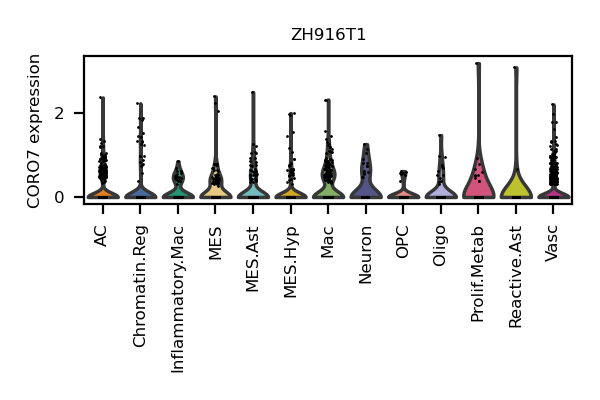 ZH916T1
CORO7 expression
2
0
AC
Chromatin.Reg
Inflammatory.Mac
MES
MES.Ast
MES.Hyp
Mac
Neuron
OPC
Oligo
Prolif.Metab
Reactive.Ast
Vasc